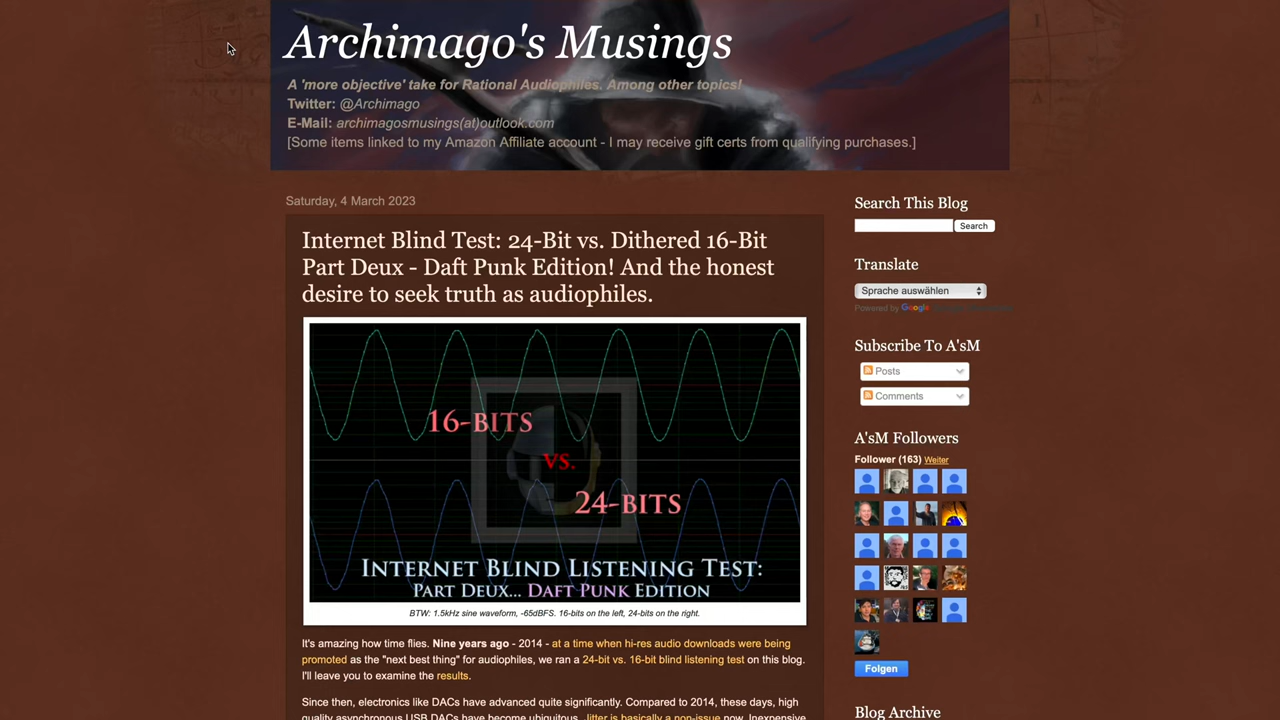 Archimago's Musings
A 'more objective' take for Rational Audiophiles. Among other topics!
Twitter: @Archimago
E-Mail: archimagosmusings(at)outlook.com
[Some items linked to my Amazon Affiliate account - I may receive gift certs from qualifying purchases.]
Saturday, 4 March 2023
Internet Blind Test: 24-Bit vs. Dithered 16-Bit
Part Deux - Daft Punk Edition! And the honest
desire to seek truth as audiophiles.
16-BITS
VS.
24-BITS
INTERNET BLIND LISTENING TEST:
PART DEUX... DAFT PUNK EDITION
BTW: 1.5kHz sine waveform, -65dBFS. 16-bits on the left, 24-bits on the right.
It's amazing how time flies. Nine years ago - 2014 - at a time when hi-res audio downloads were being
promoted as the "next best thing" for audiophiles, we ran a 24-bit vs. 16-bit blind listening test on this blog.
I'll leave you to examine the results.
Since then, electronics like DACs have advanced quite significantly. Compared to 2014, these days, high
quality asynchronous USB DACs have become ubiquitous. Jitter is basically a non-issue now. Inexpensive
Search This Blog
Search
Translate
Sprache auswählen
Powered by Google
Subscribe To A'sM
Posts
Comments
A'sM Followers
Follower (163) Weiter
Folgen
Blog Archive